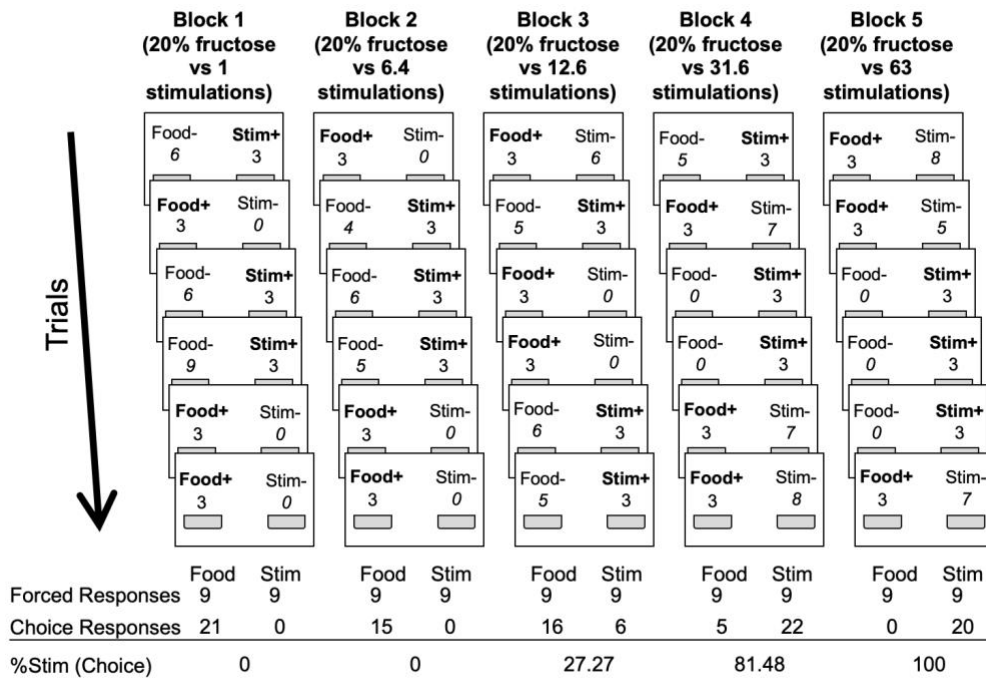 Block 1 Block 2 Block 3 Block 4 Block 5
(20% fructose (20% fructose (20% fructose (20% fructose (20% fructose
vs 1 vs 6.4 vs 12.6 vs 31.6 vs 63
stimulations) stimulations) stimulations) stimulations) stimulations)
Trials
Food- Stim+ Food+ Stim- Food+ Stim- Food- Stim+ Food+ Stim-
6 3 3 0 3 6 5 3 3 8
Food+ Stim- Food- Stim+ Food- Stim+ Food+ Stim- Food+ Stim-
3 0 4 3 5 3 3 7 3 5
Food- Stim+ Food- Stim+ Food+ Stim- Food- Stim+ Food- Stim+
6 3 6 3 3 0 0 3 0 3
Food- Stim+ Food- Stim+ Food+ Stim- Food- Stim+ Food- Stim+
9 3 5 3 3 0 0 3 0 3
Food+ Stim- Food+ Stim- Food- Stim+ Food+ Stim- Food- Stim+
3 0 3 0 6 3 3 7 0 3
Food+ Stim- Food+ Stim- Food- Stim+ Food+ Stim- Food+ Stim-
3 0 3 0 5 3 3 8 3 7
Food Stim Food Stim Food Stim Food Stim Food Stim
Forced Responses 9 9 9 9 9 9 9 9 9 9
Choice Responses 21 0 15 0 16 6 5 22 0 20
%Stim (Choice) 0 0 27.27 81.48 100